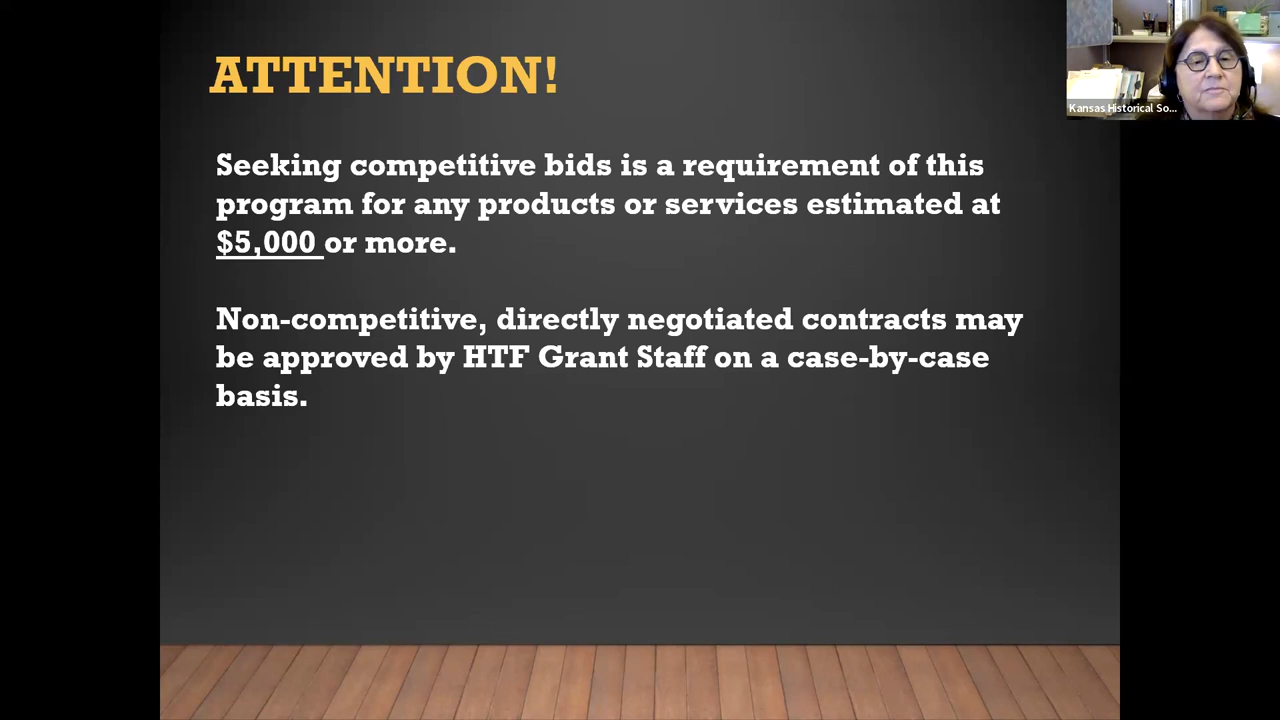 ATTENTION!
Seeking competitive bids is a requirement of this
program for any products or services estimated at
$5,000 or more.
Non-competitive, directly negotiated contracts may
be approved by HTF Grant Staff on a case-by-case
basis.
Kansas Historical So...